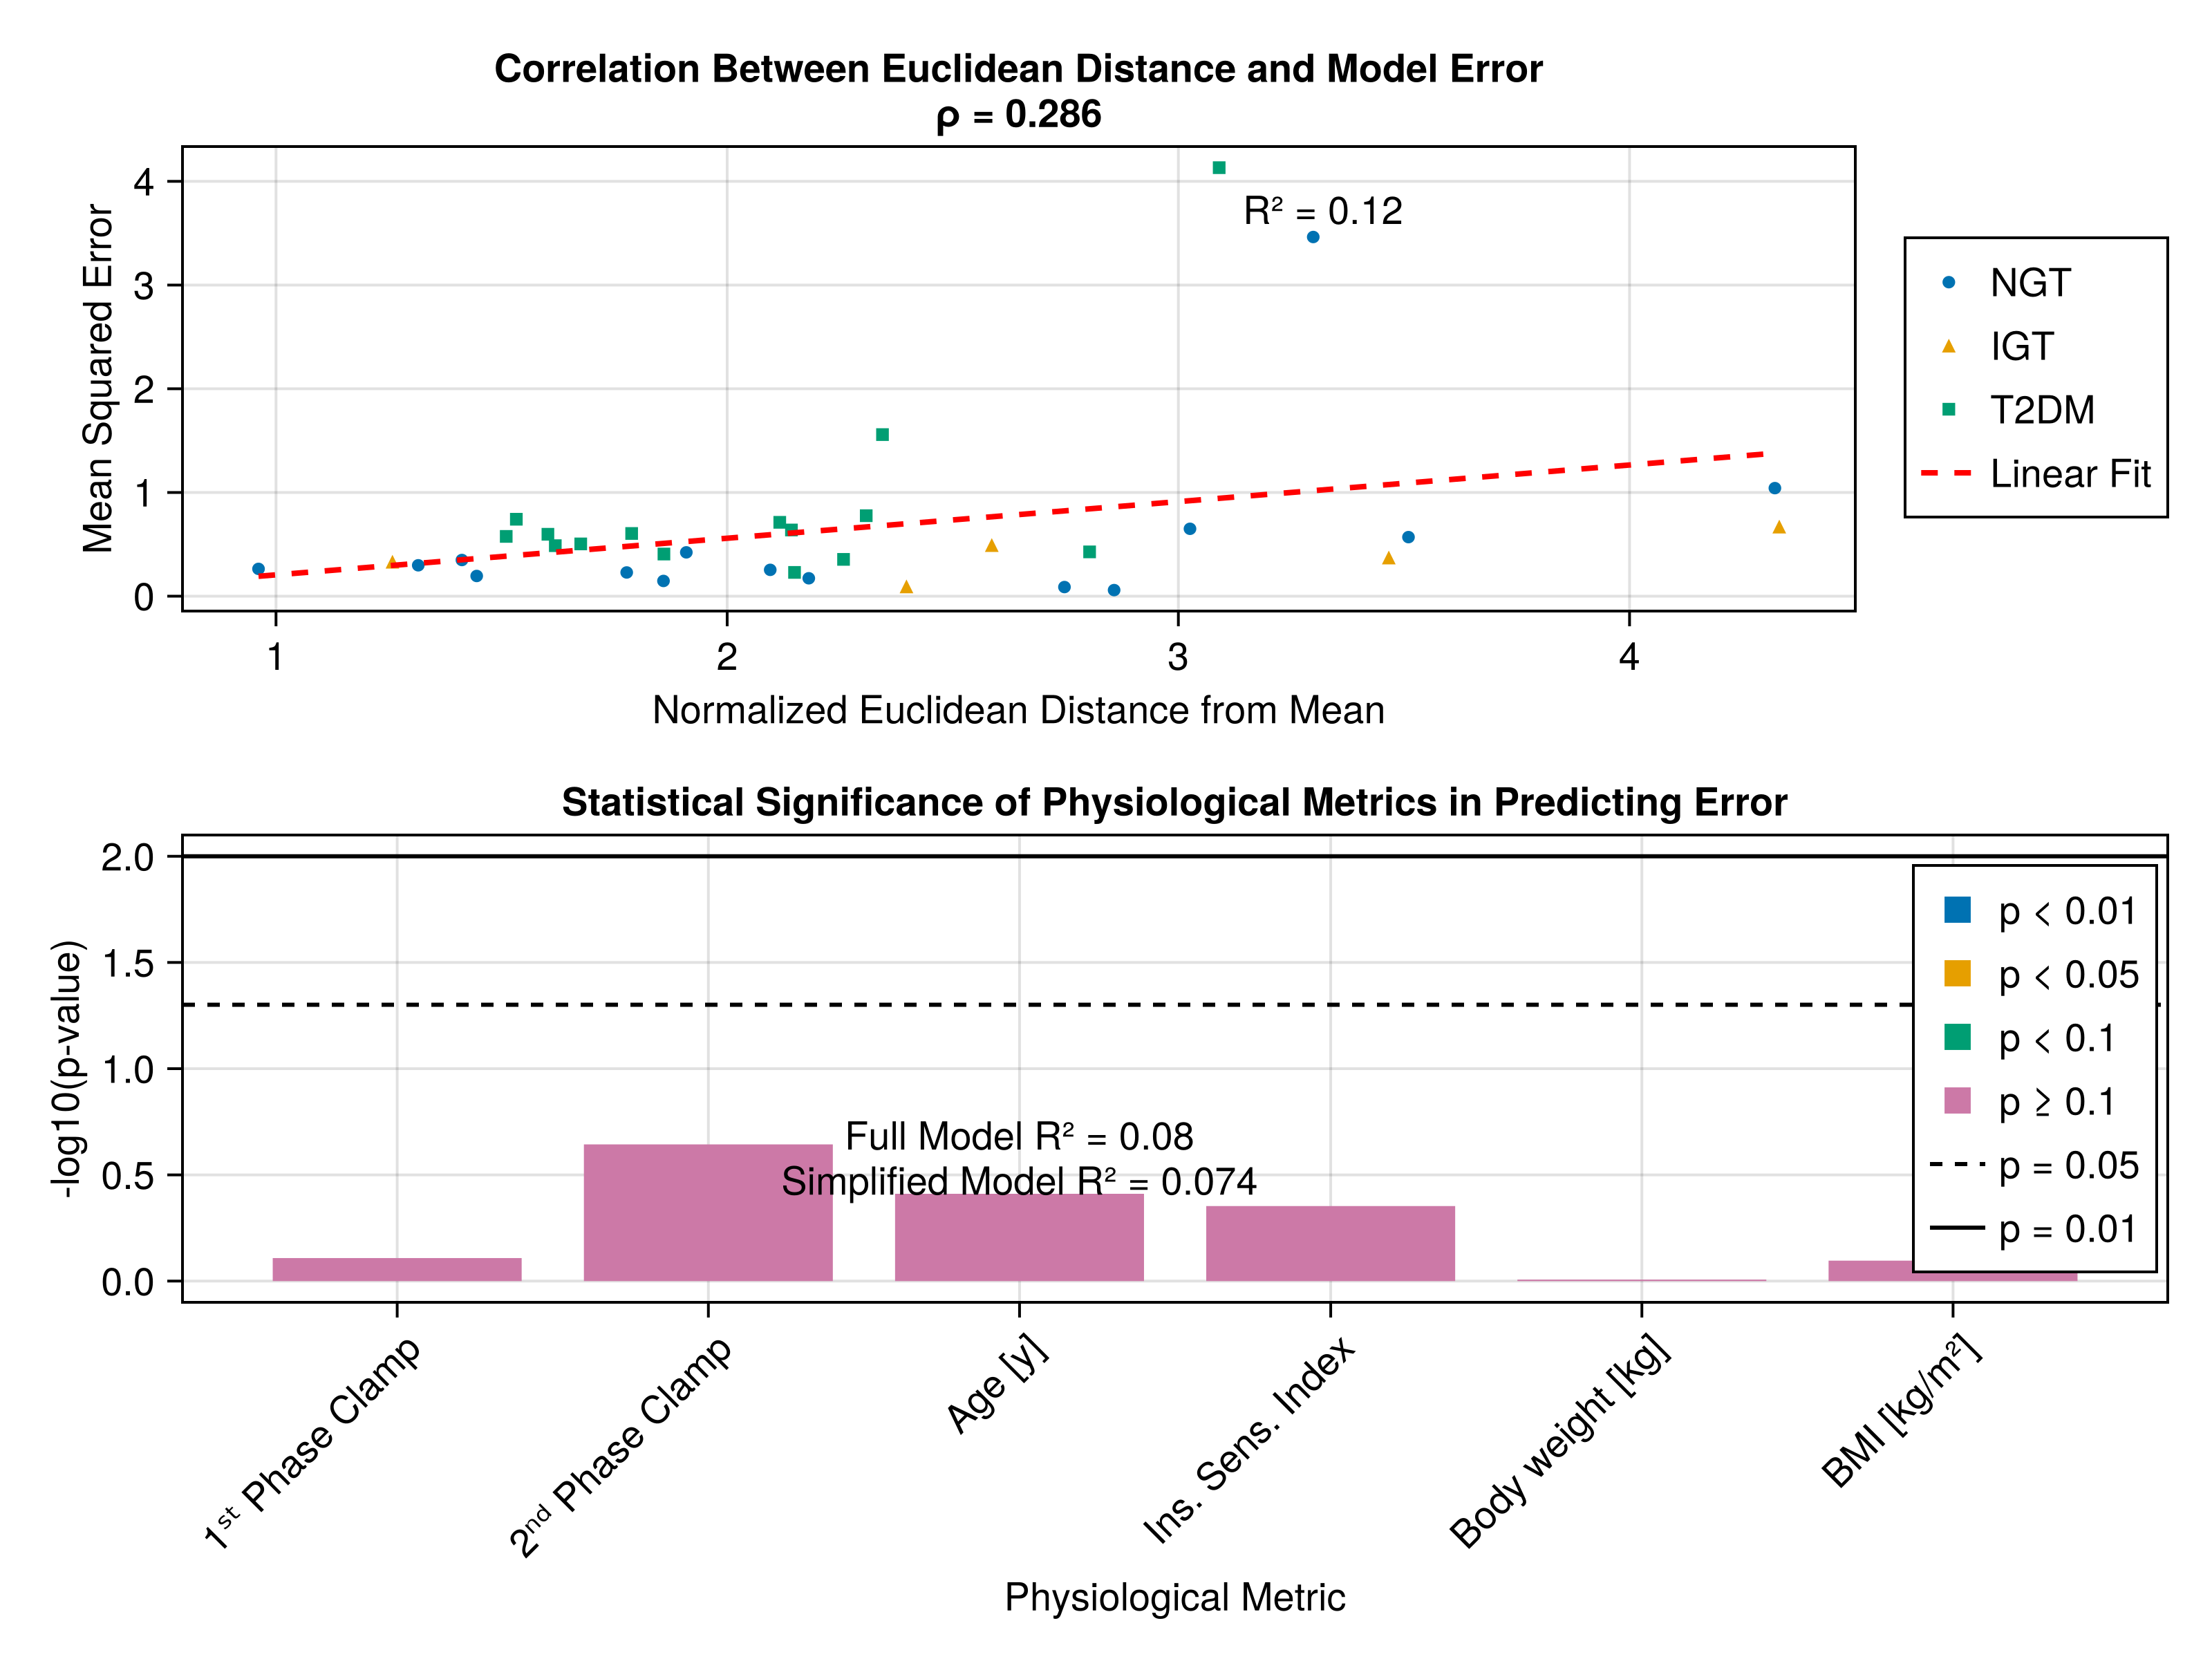 Correlation Between Euclidean Distance and Model Error
ρ = 0.286
Mean Squared Error
4
3
2
1
0
R² = 0.12
1
2
3
4
Normalized Euclidean Distance from Mean
NGT
IGT
T2DM
Linear Fit
Statistical Significance of Physiological Metrics in Predicting Error
-log10(p-value)
2.0
1.5
1.0
0.5
0.0
Full Model R² = 0.08
Simplified Model R² = 0.074
p < 0.01
p < 0.05
p < 0.1
p ≥ 0.1
p = 0.05
p = 0.01
1ˢᵗ Phase Clamp
2ⁿᵈ Phase Clamp
Age [y]
Ins. Sens. Index
Body weight [kg]
BMI [kg/m²]
Physiological Metric